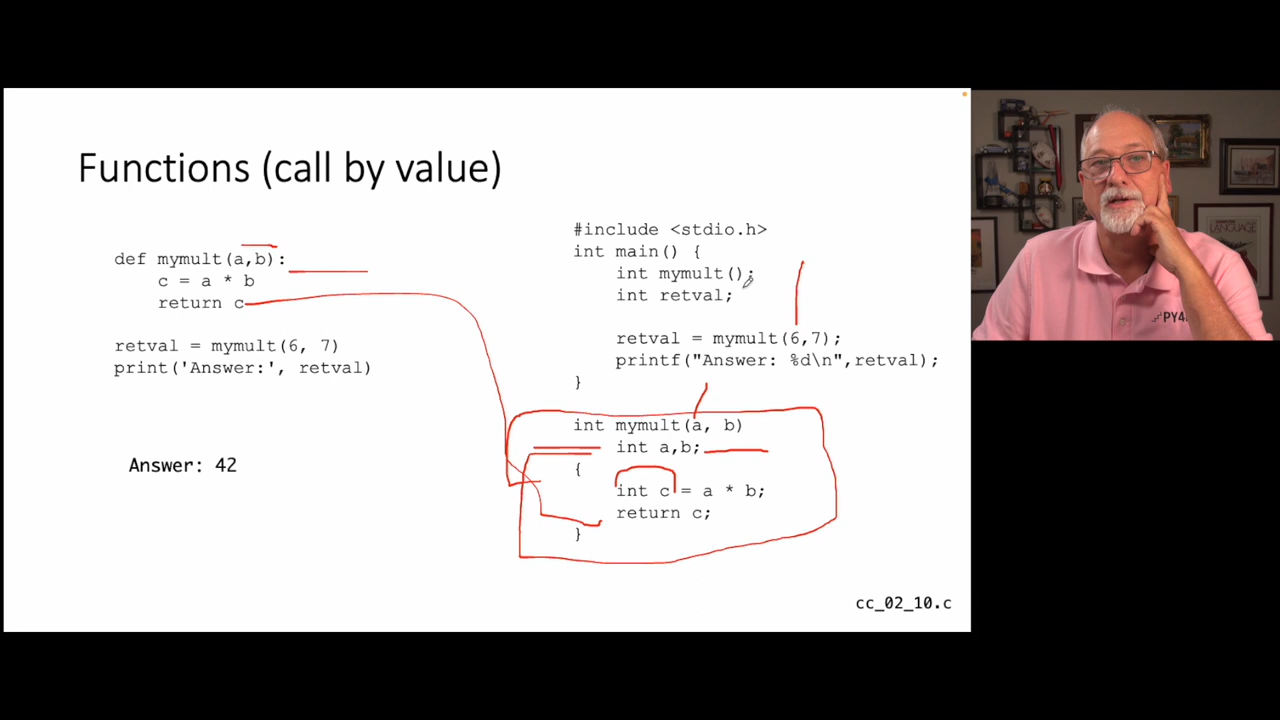 Functions (call by value)
def mymult(a,b):
    c = a * b
    return c
retval = mymult(6, 7)
print('Answer:', retval)
Answer: 42
#include <stdio.h>
int main() {
    int mymult();
    int retval;
    retval = mymult(6,7);
    printf("Answer: %d\n",retval);
}
int mymult(a, b)
    int a,b;
{
    int c = a * b;
    return c;
}
cc_02_10.c
LANGUAGE